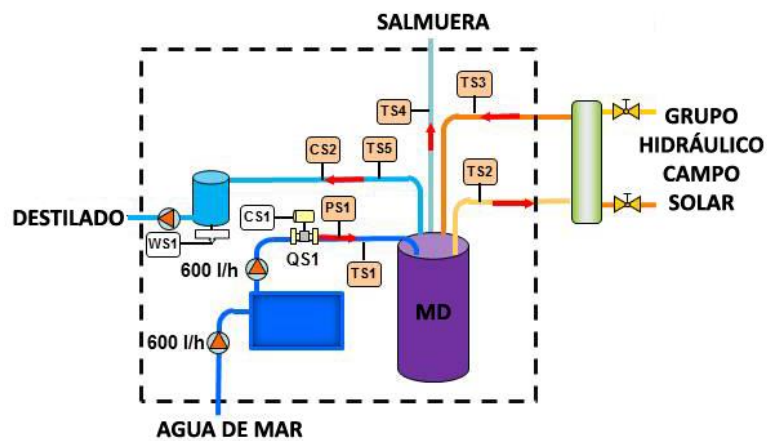 SALMUERA
TS3
TS4
GRUPO
HIDRÁULICO
CAMPO
SOLAR
CS2
TS5
TS2
DESTILADO
CS1
PS1
WS1
QS1
TS1
600 l/h
MD
600 l/h
AGUA DE MAR